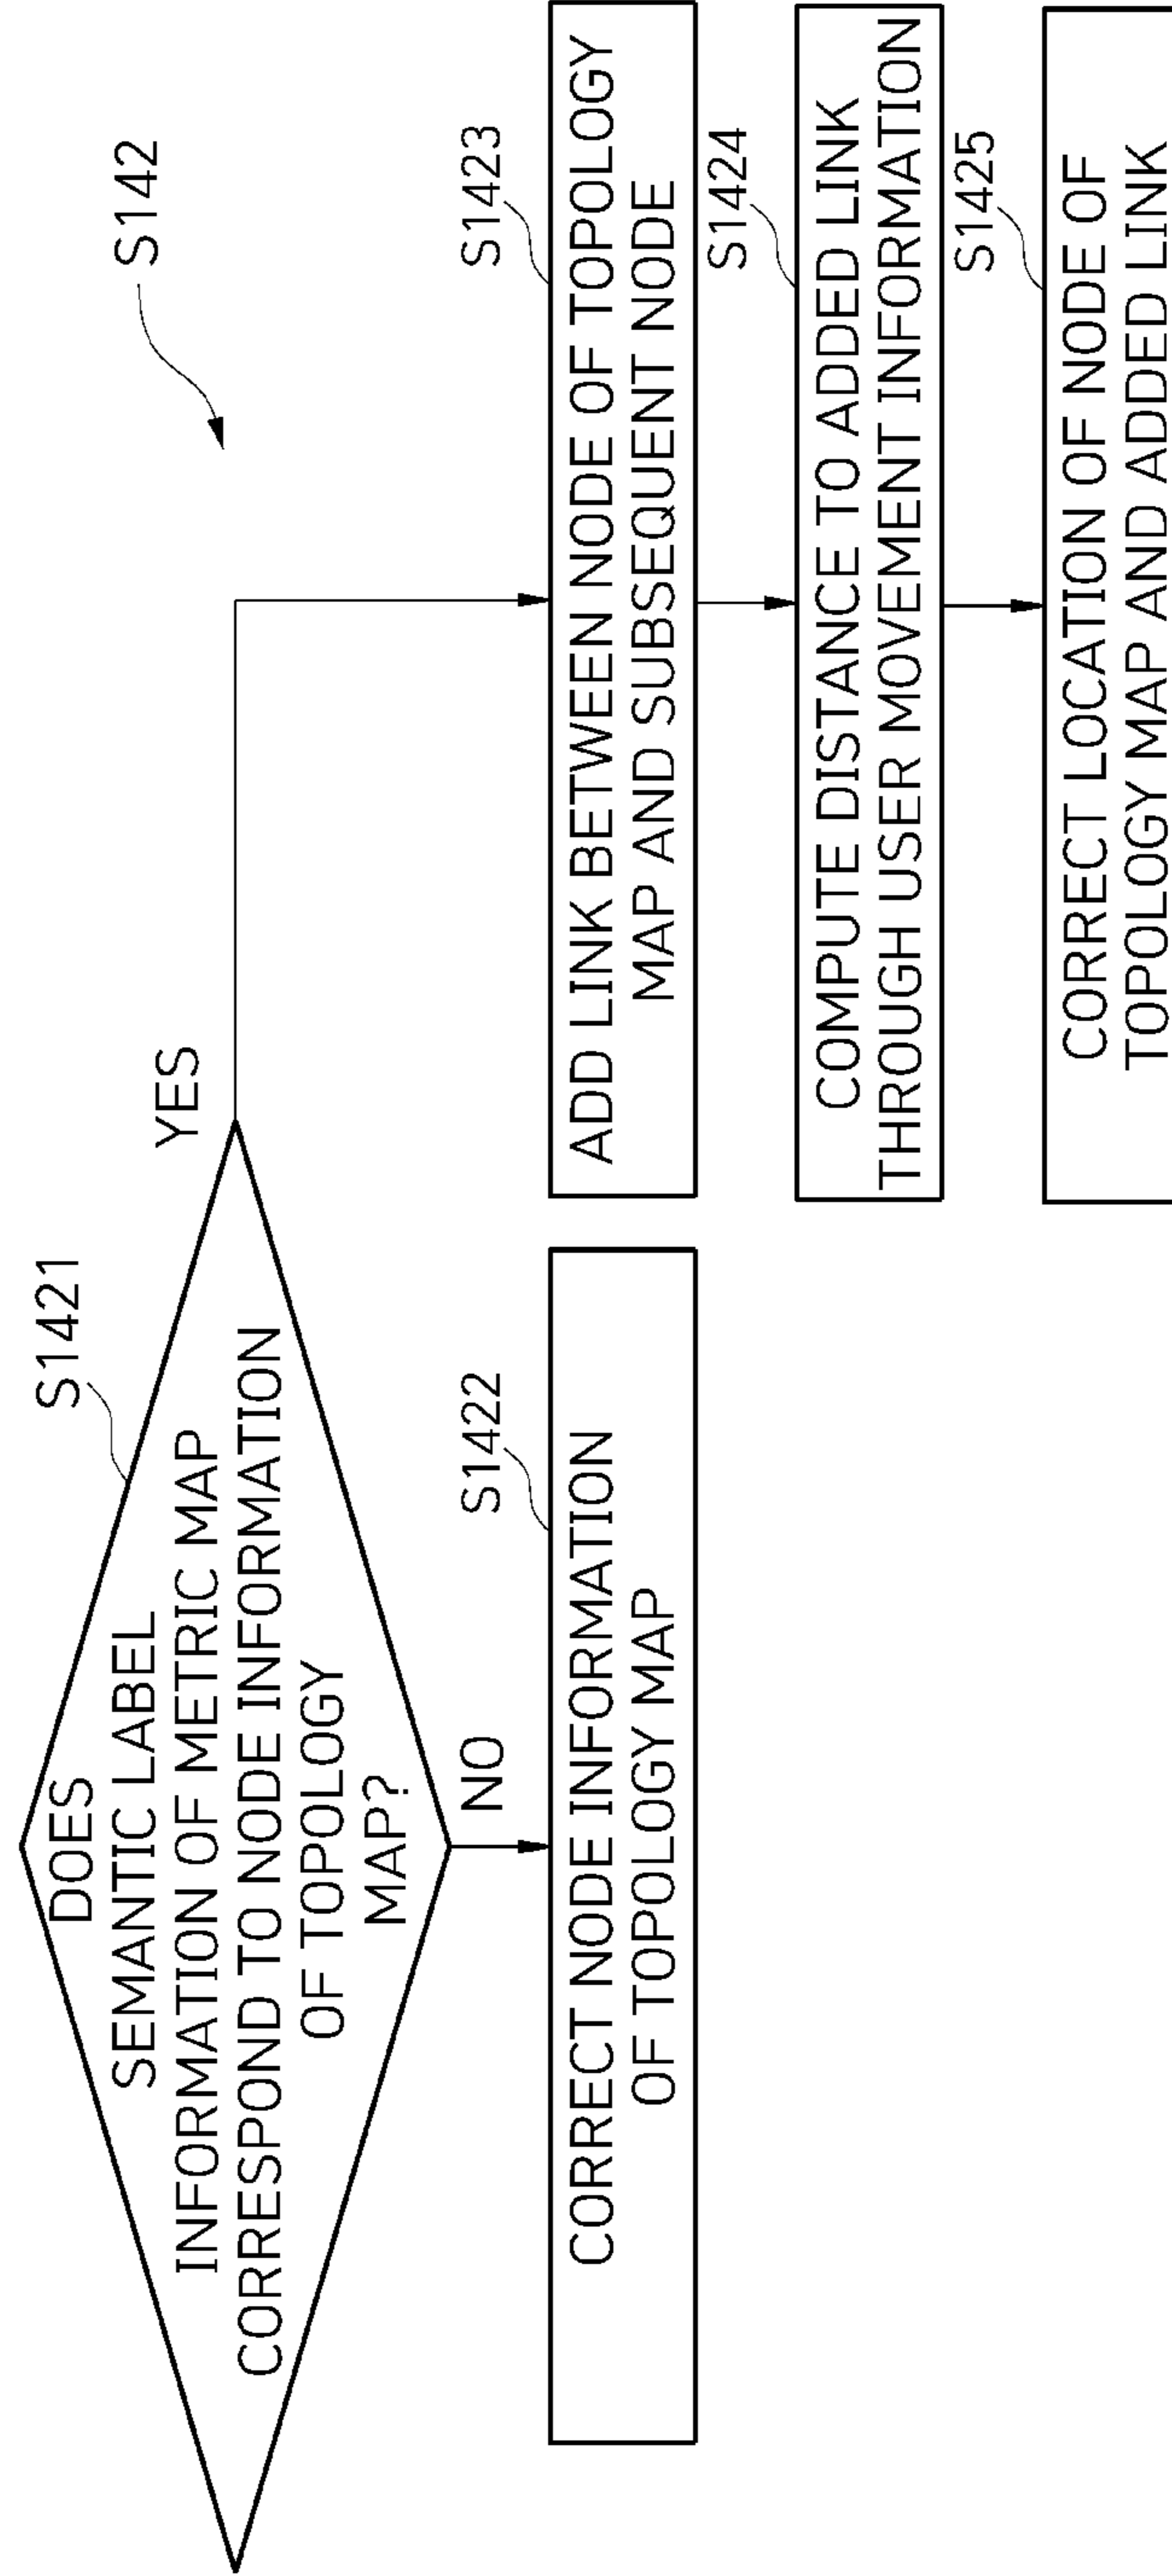 S142
S1421
DOES
SEMANTIC LABEL
INFORMATION OF METRIC MAP
CORRESPOND TO NODE INFORMATION
OF TOPOLOGY
MAP?
YES
NO
S1422
CORRECT NODE INFORMATION
OF TOPOLOGY MAP
S1423
ADD LINK BETWEEN NODE OF TOPOLOGY
MAP AND SUBSEQUENT NODE
S1424
COMPUTE DISTANCE TO ADDED LINK
THROUGH USER MOVEMENT INFORMATION
S1425
CORRECT LOCATION OF NODE OF
TOPOLOGY MAP AND ADDED LINK